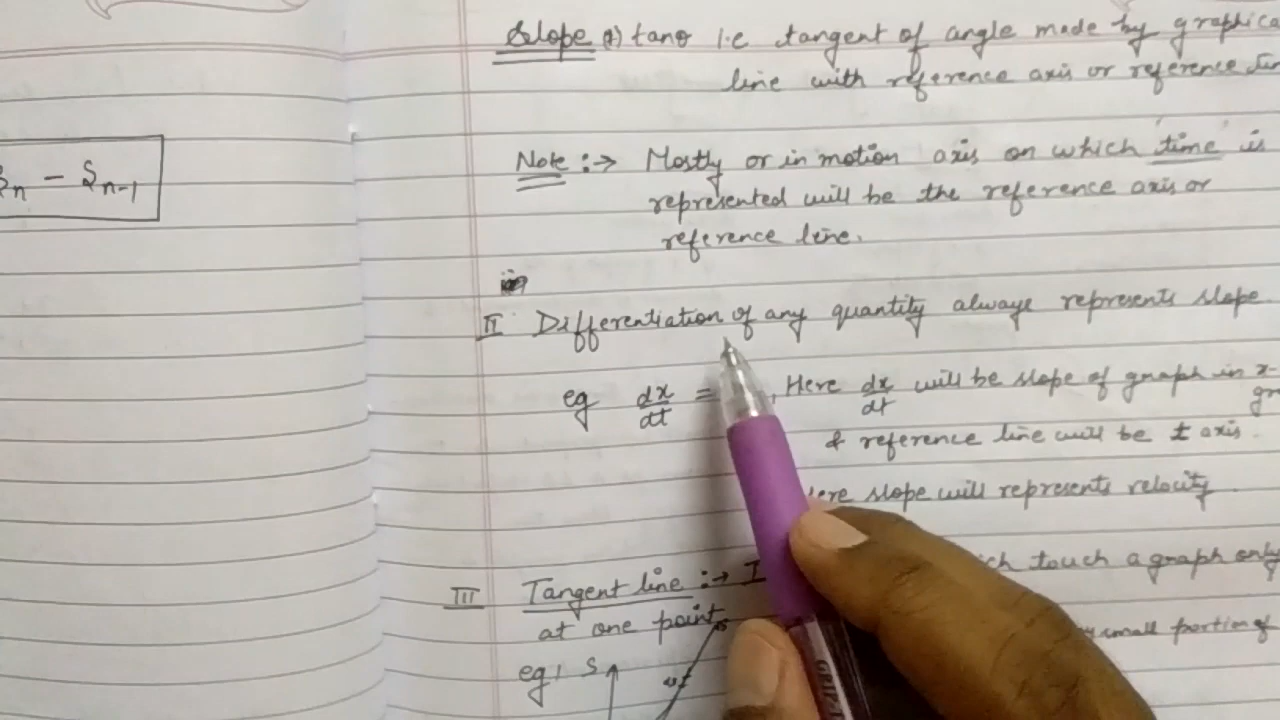 Sn - Sn-1
Slope (θ) tanθ i.e tangent of angle made by graphica
line with reference axis or reference
Note :→ Mostly or in motion axis on which 'time' is
represented will be the reference axis or
reference line.
II Differentiation of any quantity always represents slope
eg dx/dt = , Here dx/dt will be slope of graph in x-
gr
& reference line will be t axis.
ere slope will represents velocity.
III Tangent line :→ I ich touch a graph only
at one point small portion of
eg: S
GRIP